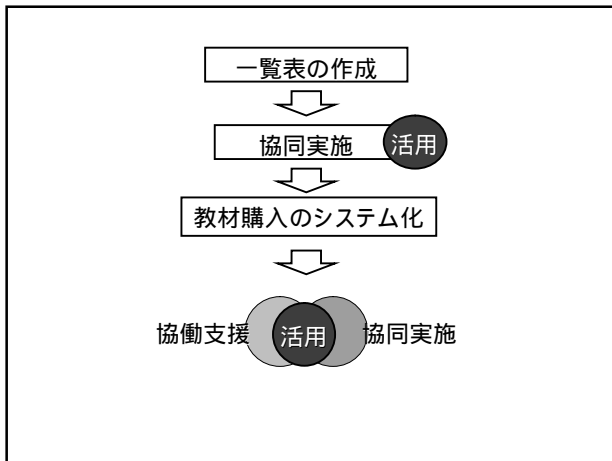 一覧表の作成
協同実施 活用
教材購入のシステム化
協働支援 活用 協同実施